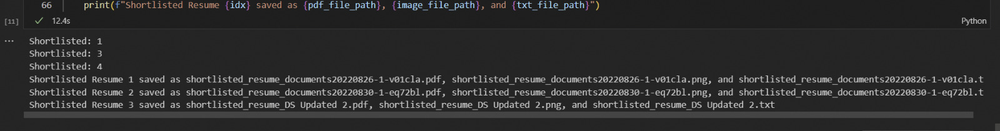 66 print(f"Shortlisted Resume {idx} saved as {pdf_file_path}, {image_file_path}, and {txt_file_path}")
[11] ✓ 12.4s Python
... Shortlisted: 1
Shortlisted: 3
Shortlisted: 4
Shortlisted Resume 1 saved as shortlisted_resume_documents20220826-1-v01cla.pdf, shortlisted_resume_documents20220826-1-v01cla.png, and shortlisted_resume_documents20220826-1-v01cla.t
Shortlisted Resume 2 saved as shortlisted_resume_documents20220830-1-eq72bl.pdf, shortlisted_resume_documents20220830-1-eq72bl.png, and shortlisted_resume_documents20220830-1-eq72bl.t
Shortlisted Resume 3 saved as shortlisted_resume_DS Updated 2.pdf, shortlisted_resume_DS Updated 2.png, and shortlisted_resume_DS Updated 2.txt